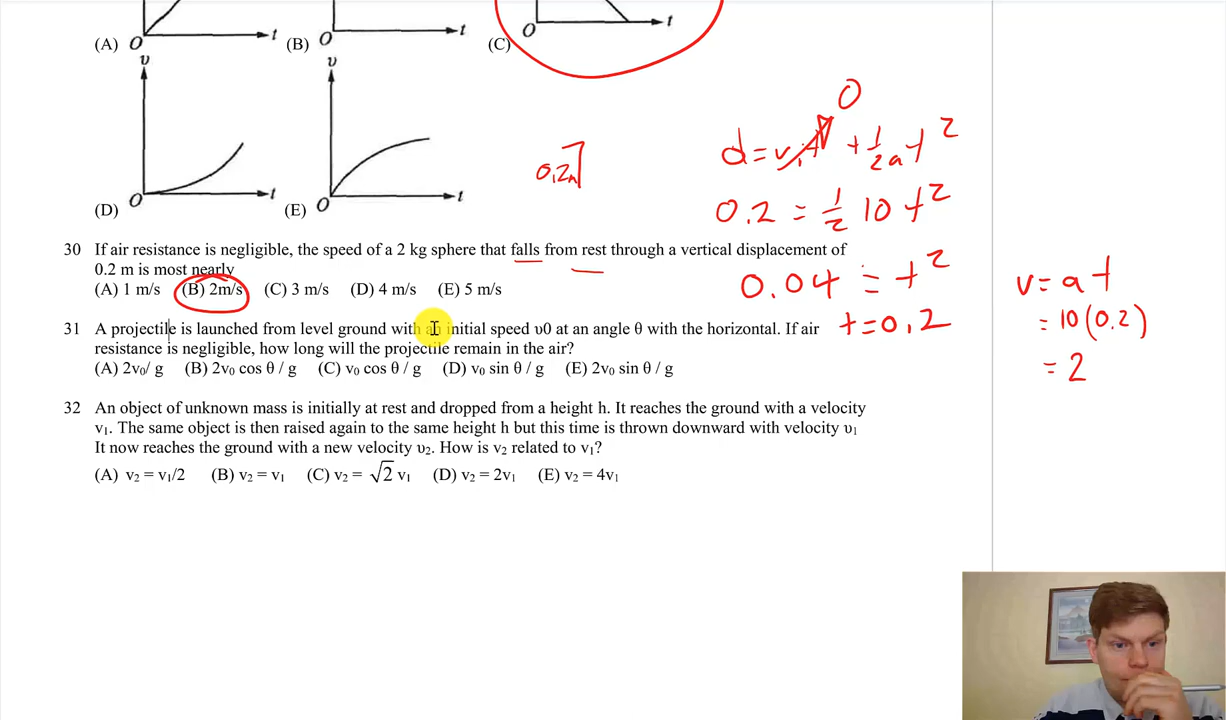 (A) O t (B) O t (C) O t
υ υ
0.2m
0
d = vit + 1/2 a t²
0.2 = 1/2 10 t²
(D) O t (E) O t
30 If air resistance is negligible, the speed of a 2 kg sphere that falls from rest through a vertical displacement of
0.2 m is most nearly
(A) 1 m/s (B) 2m/s (C) 3 m/s (D) 4 m/s (E) 5 m/s
0.04 = t²
t = 0.2
v = a t
= 10 (0.2)
= 2
31 A projectile is launched from level ground with an initial speed υ0 at an angle θ with the horizontal. If air
resistance is negligible, how long will the projectile remain in the air?
(A) 2v₀/ g (B) 2v₀ cos θ / g (C) v₀ cos θ / g (D) v₀ sin θ / g (E) 2v₀ sin θ / g
32 An object of unknown mass is initially at rest and dropped from a height h. It reaches the ground with a velocity
v₁. The same object is then raised again to the same height h but this time is thrown downward with velocity υ₁
It now reaches the ground with a new velocity υ₂. How is v₂ related to v₁?
(A) v₂ = v₁/2 (B) v₂ = v₁ (C) v₂ = √2 v₁ (D) v₂ = 2v₁ (E) v₂ = 4v₁